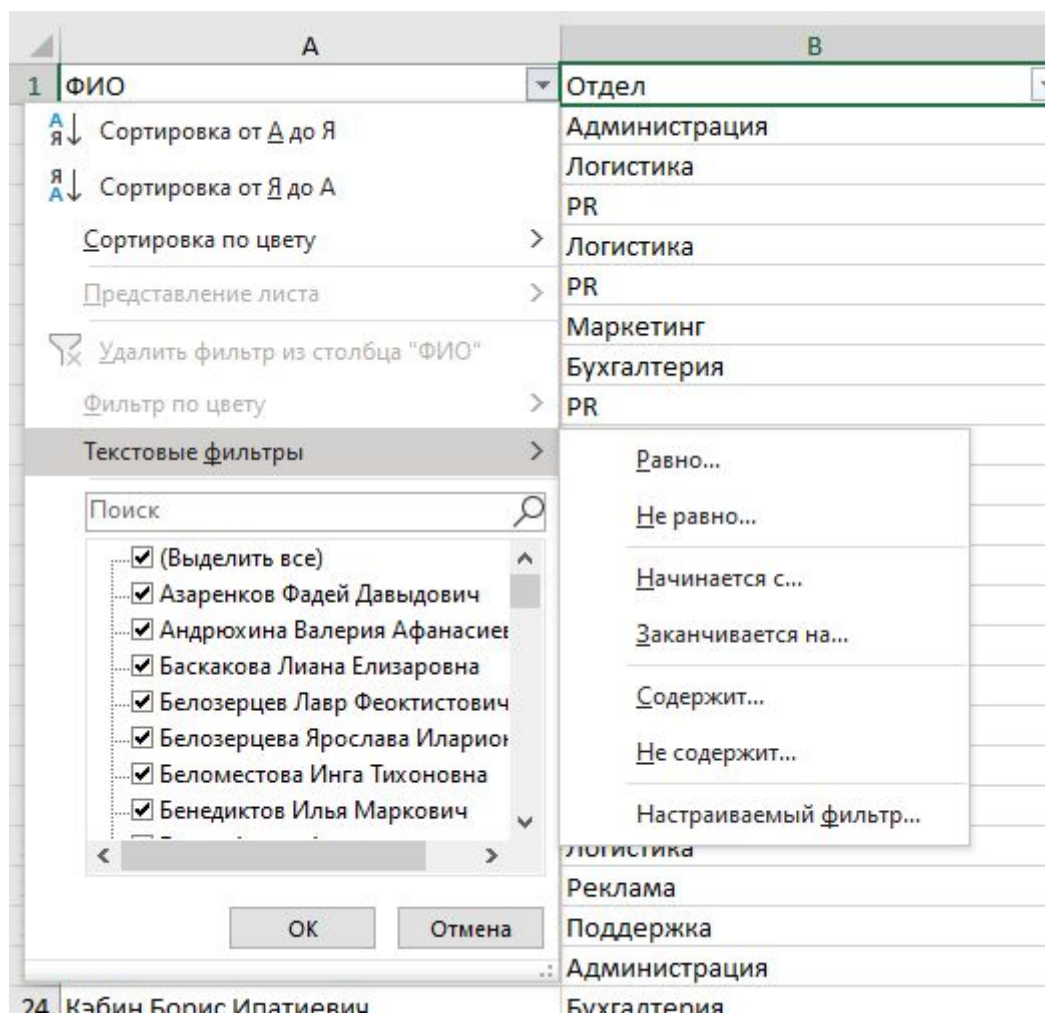 A B
1 ФИО Отдел
Администрация
Логистика
PR
Логистика
PR
Маркетинг
Бухгалтерия
PR
А Я Сортировка от А до Я
Я А Сортировка от Я до А
Сортировка по цвету
Представление листа
Удалить фильтр из столбца "ФИО"
Фильтр по цвету
Текстовые фильтры
Поиск
(Выделить все)
Азаренков Фадей Давыдович
Андрюхина Валерия Афанасиев
Баскакова Лиана Елизаровна
Белозерцев Лавр Феоктистович
Белозерцева Ярослава Иларион
Беломестова Инга Тихоновна
Бенедиктов Илья Маркович
ОК Отмена
Равно...
Не равно...
Начинается с...
Заканчивается на...
Содержит...
Не содержит...
Настраиваемый фильтр...
Логистика
Реклама
Поддержка
Администрация
24 Кэбин Борис Ипатиевич Бухгалтерия